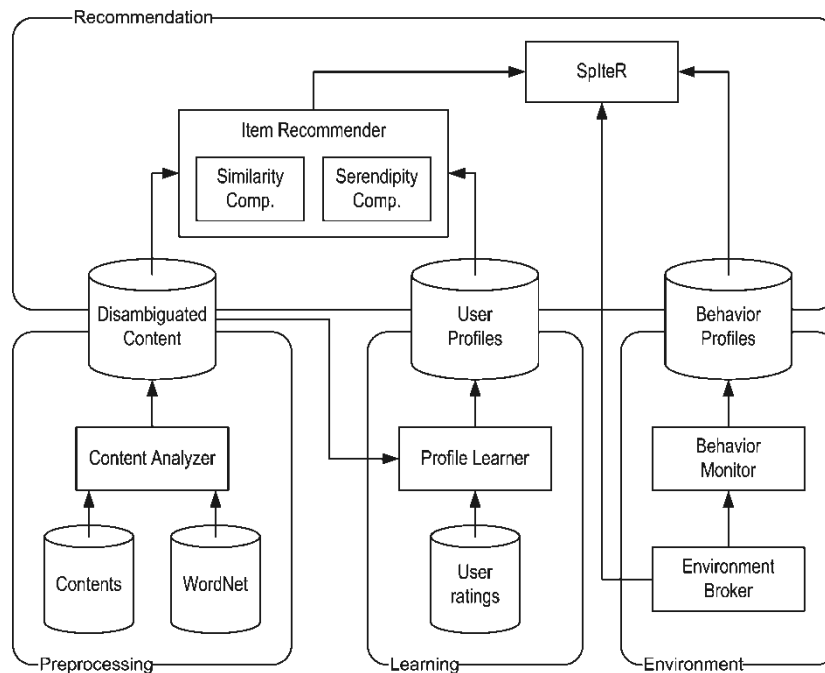 Recommendation
SpIteR
Item Recommender
Similarity
Comp.
Serendipity
Comp.
Disambiguated
Content
User
Profiles
Behavior
Profiles
Content Analyzer
Profile Learner
Behavior
Monitor
Contents
WordNet
User
ratings
Environment
Broker
Preprocessing
Learning
Environment